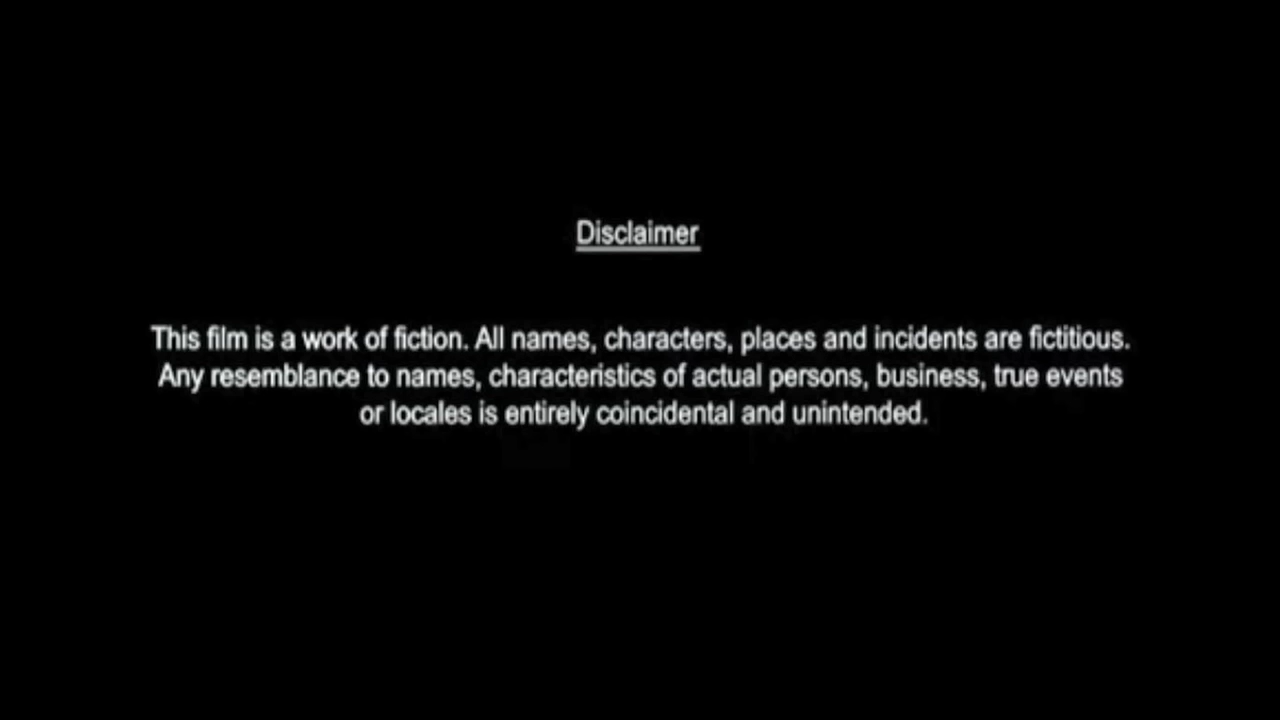 Disclaimer
This film is a work of fiction. All names, characters, places and incidents are fictitious.
Any resemblance to names, characteristics of actual persons, business, true events
or locales is entirely coincidental and unintended.